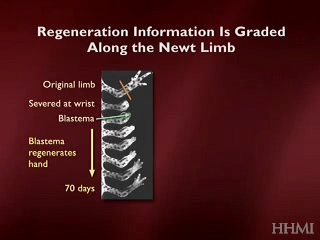 Regeneration Information Is Graded
Along the Newt Limb
Original limb
Severed at wrist
Blastema
Blastema
regenerates
hand
70 days
HHMI